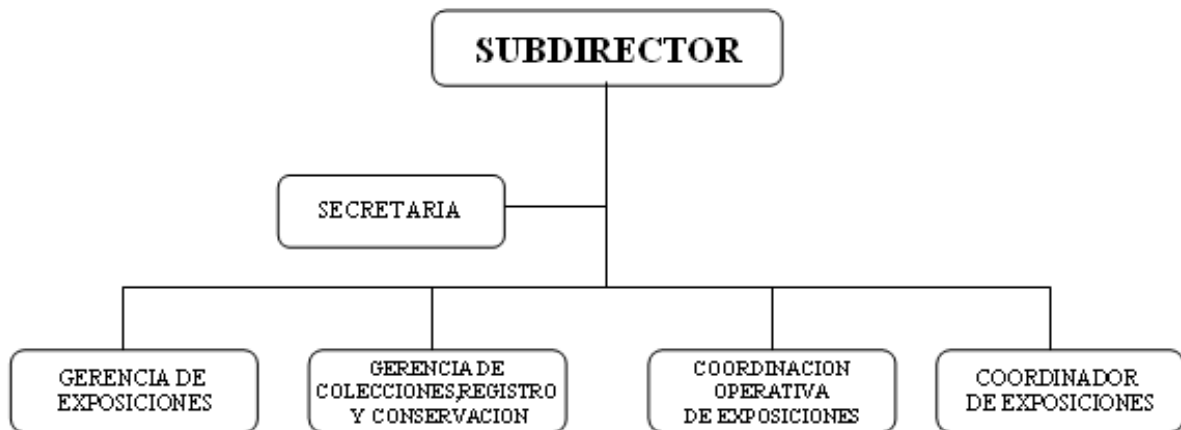 SUBDIRECTOR
SECRETARIA
GERENCIA DE
EXPOSICIONES
GERENCIA DE
COLECCIONES,REGISTRO
Y CONSERVACION
COORDINACION
OPERATIVA
DE EXPOSICIONES
COORDINADOR
DE EXPOSICIONES